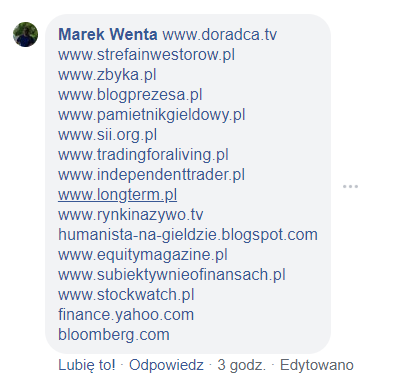 Marek Wenta www.doradca.tv
www.strefainwestorow.pl
www.zbyka.pl
www.blogprezesa.pl
www.pamietnikgieldowy.pl
www.sii.org.pl
www.tradingforaliving.pl
www.independenttrader.pl
www.longterm.pl
www.rynkinazywo.tv
humanista-na-gieldzie.blogspot.com
www.equitymagazine.pl
www.subiektywnieofinansach.pl
www.stockwatch.pl
finance.yahoo.com
bloomberg.com
Lubię to! · Odpowiedz · 3 godz. · Edytowano